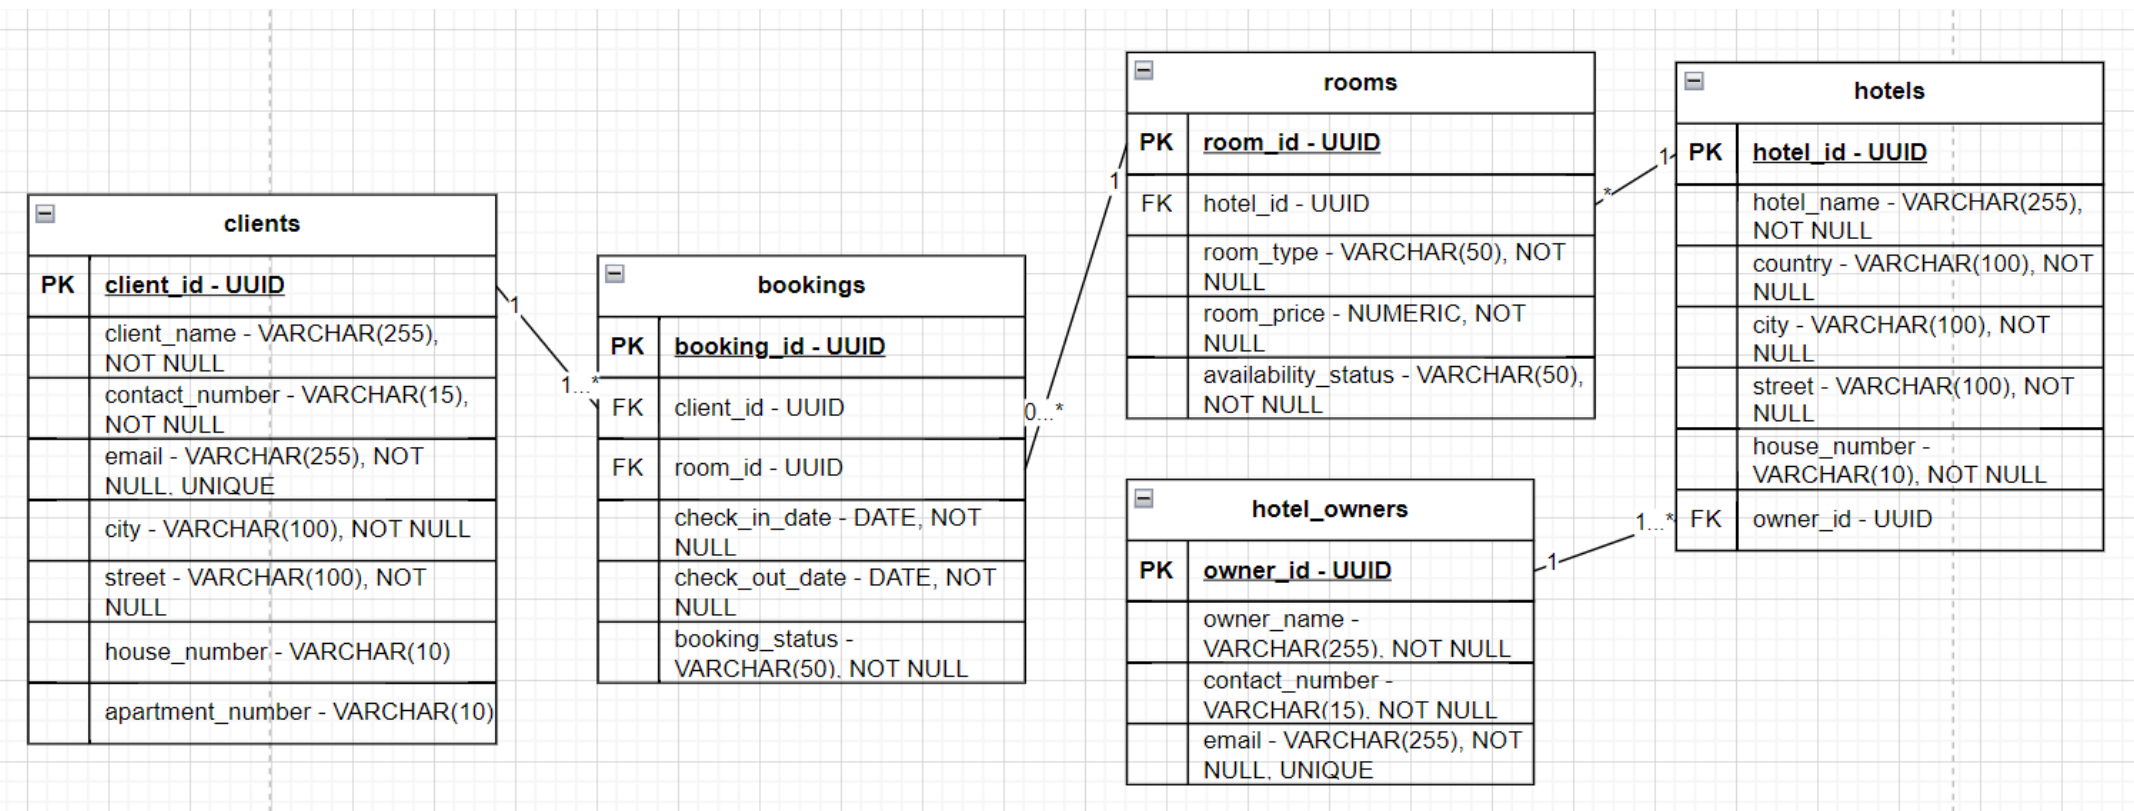 clients
PK client_id - UUID
client_name - VARCHAR(255),
NOT NULL
contact_number - VARCHAR(15),
NOT NULL
email - VARCHAR(255), NOT
NULL, UNIQUE
city - VARCHAR(100), NOT NULL
street - VARCHAR(100), NOT
NULL
house_number - VARCHAR(10)
apartment_number - VARCHAR(10)
1
1...*
bookings
PK booking_id - UUID
FK client_id - UUID
FK room_id - UUID
check_in_date - DATE, NOT
NULL
check_out_date - DATE, NOT
NULL
booking_status -
VARCHAR(50), NOT NULL
0...*
1
rooms
PK room_id - UUID
FK hotel_id - UUID
room_type - VARCHAR(50), NOT
NULL
room_price - NUMERIC, NOT
NULL
availability_status - VARCHAR(50),
NOT NULL
*
1
hotel_owners
PK owner_id - UUID
owner_name -
VARCHAR(255), NOT NULL
contact_number -
VARCHAR(15), NOT NULL
email - VARCHAR(255), NOT
NULL, UNIQUE
1
1...*
hotels
PK hotel_id - UUID
hotel_name - VARCHAR(255),
NOT NULL
country - VARCHAR(100), NOT
NULL
city - VARCHAR(100), NOT
NULL
street - VARCHAR(100), NOT
NULL
house_number -
VARCHAR(10), NOT NULL
FK owner_id - UUID